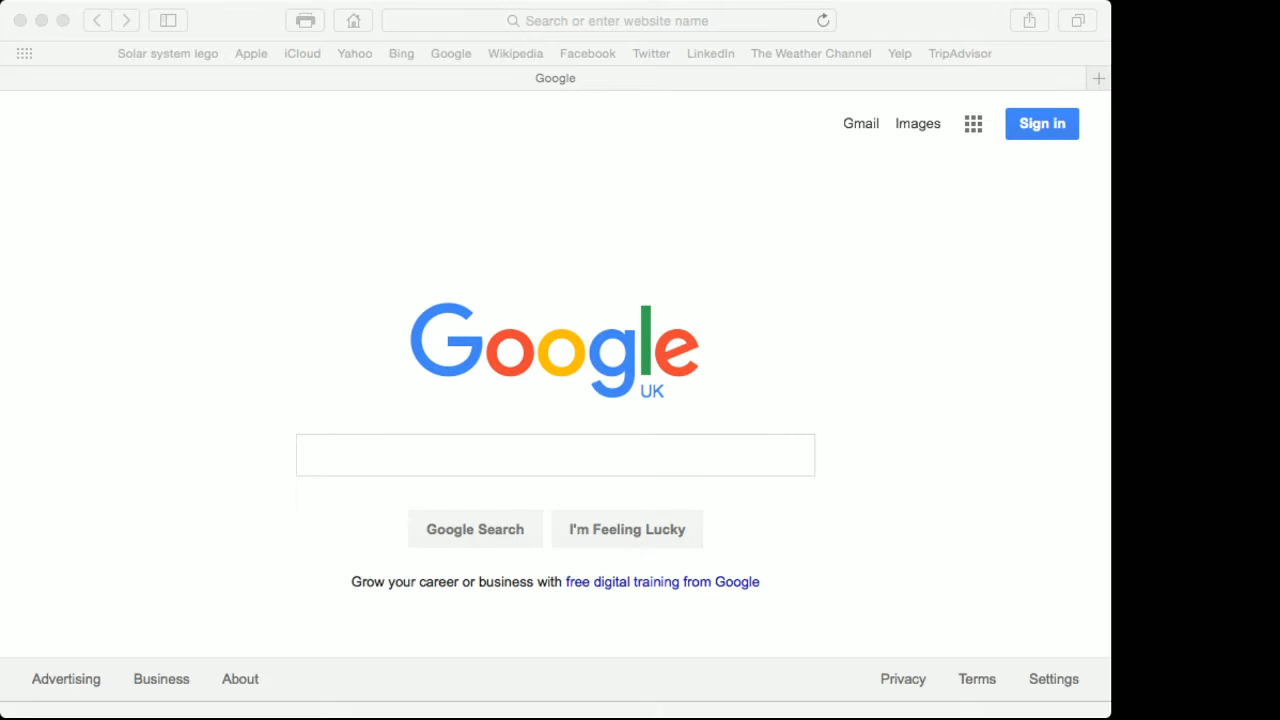 Search or enter website name
Solar system lego Apple iCloud Yahoo Bing Google Wikipedia Facebook Twitter LinkedIn The Weather Channel Yelp TripAdvisor
Google
Gmail Images Sign in
Google
UK
Google Search I'm Feeling Lucky
Grow your career or business with free digital training from Google
Advertising Business About Privacy Terms Settings